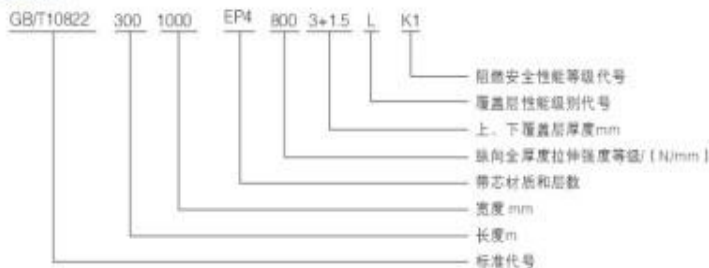 GB/T10822 300 1000 EP4 800 3+1.5 L K1
阻燃安全性能等级代号
覆盖层性能级别代号
上、下覆盖层厚度mm
纵向全厚度拉伸强度等级/[N/mm]
带芯材质和层数
宽度mm
长度m
标准代号